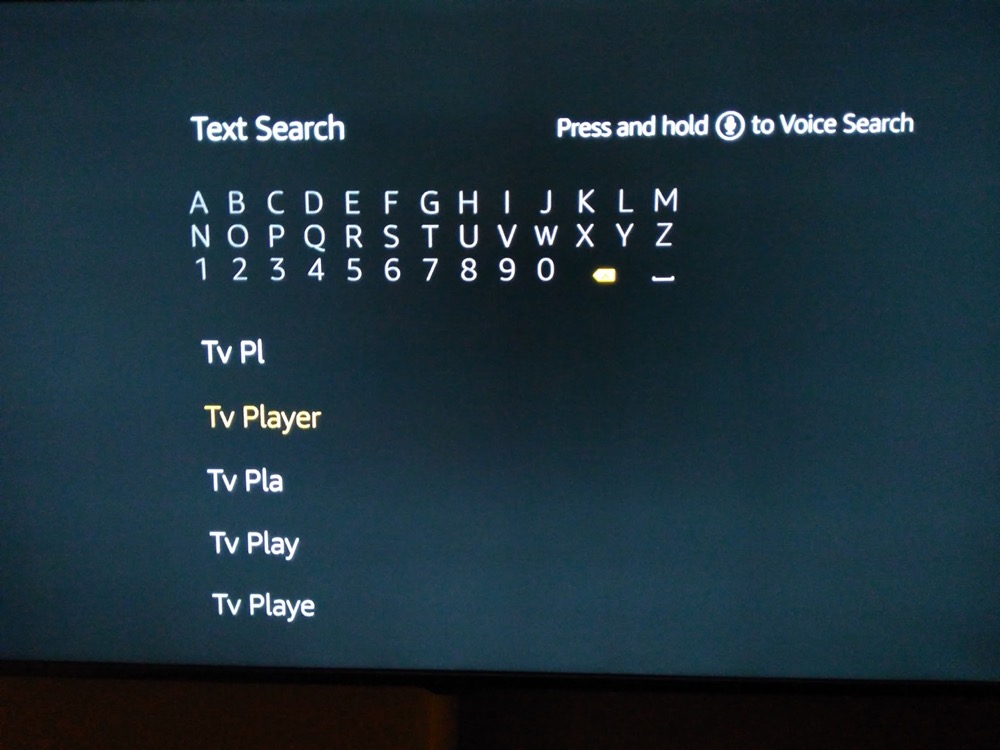 Text Search
Press and hold to Voice Search
A B C D E F G H I J K L M
N O P Q R S T U V W X Y Z
1 2 3 4 5 6 7 8 9 0
Tv Pl
Tv Player
Tv Pla
Tv Play
Tv Playe